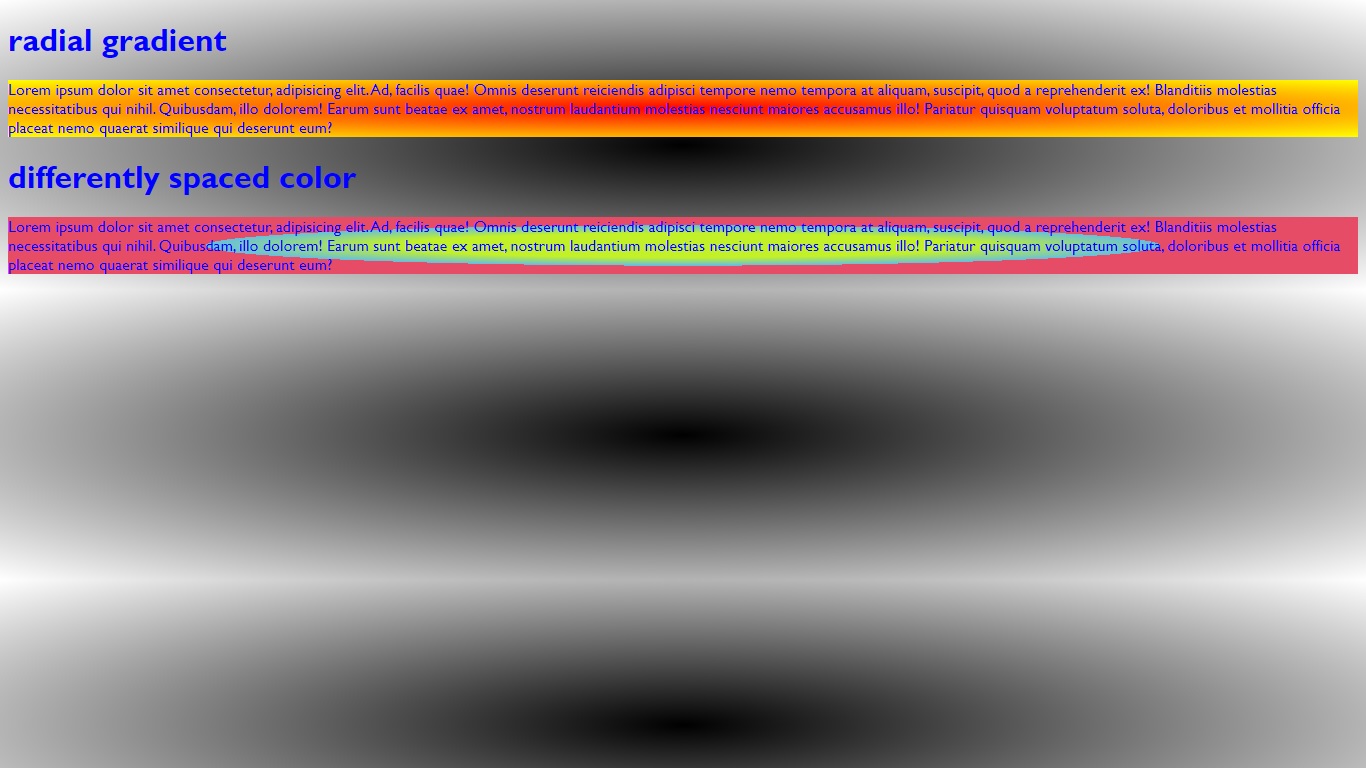 radial gradient
Lorem ipsum dolor sit amet consectetur, adipisicing elit. Ad, facilis quae! Omnis deserunt reiciendis adipisci tempore nemo tempora at aliquam, suscipit, quod a reprehenderit ex! Blanditiis molestias
necessitatibus qui nihil. Quibusdam, illo dolorem! Earum sunt beatae ex amet, nostrum laudantium molestias nesciunt maiores accusamus illo! Pariatur quisquam voluptatum soluta, doloribus et mollitia officia
placeat nemo quaerat similique qui deserunt eum?
differently spaced color
Lorem ipsum dolor sit amet consectetur, adipisicing elit. Ad, facilis quae! Omnis deserunt reiciendis adipisci tempore nemo tempora at aliquam, suscipit, quod a reprehenderit ex! Blanditiis molestias
necessitatibus qui nihil. Quibusdam, illo dolorem! Earum sunt beatae ex amet, nostrum laudantium molestias nesciunt maiores accusamus illo! Pariatur quisquam voluptatum soluta, doloribus et mollitia officia
placeat nemo quaerat similique qui deserunt eum?